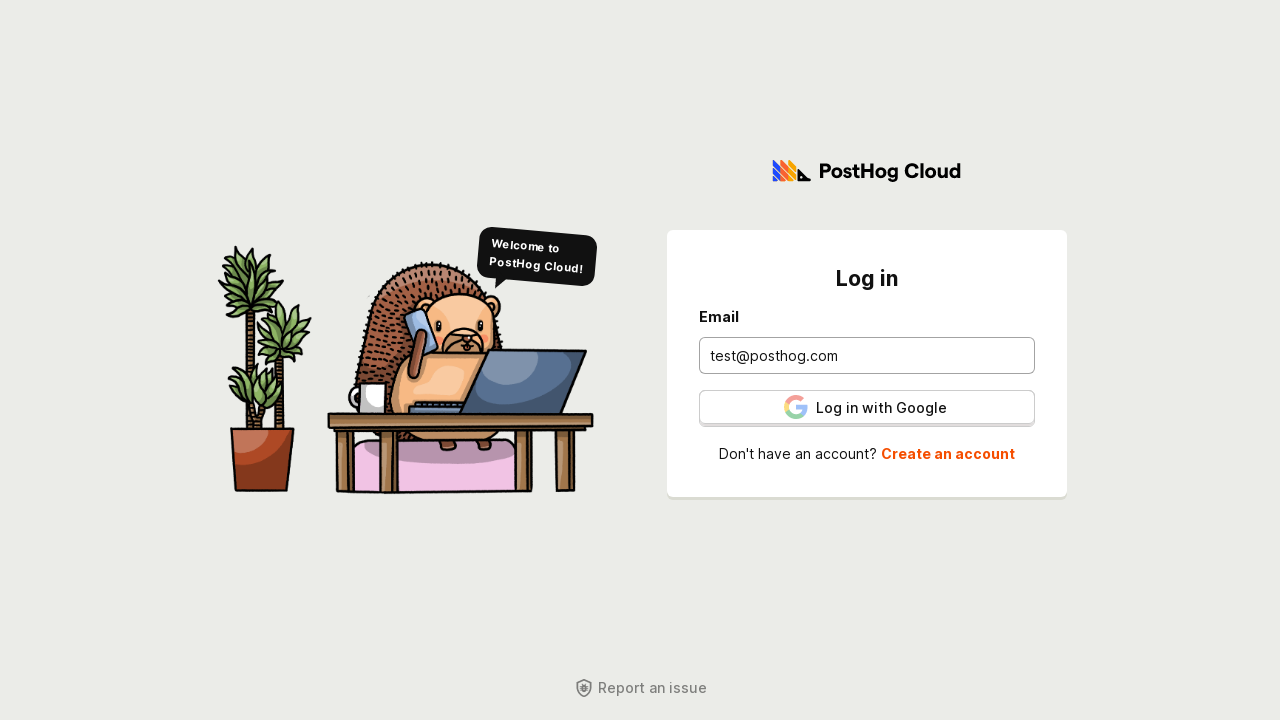 PostHog Cloud
Welcome to
PostHog Cloud!
Log in
Email
test@posthog.com
Log in with Google
Don't have an account? Create an account
Report an issue